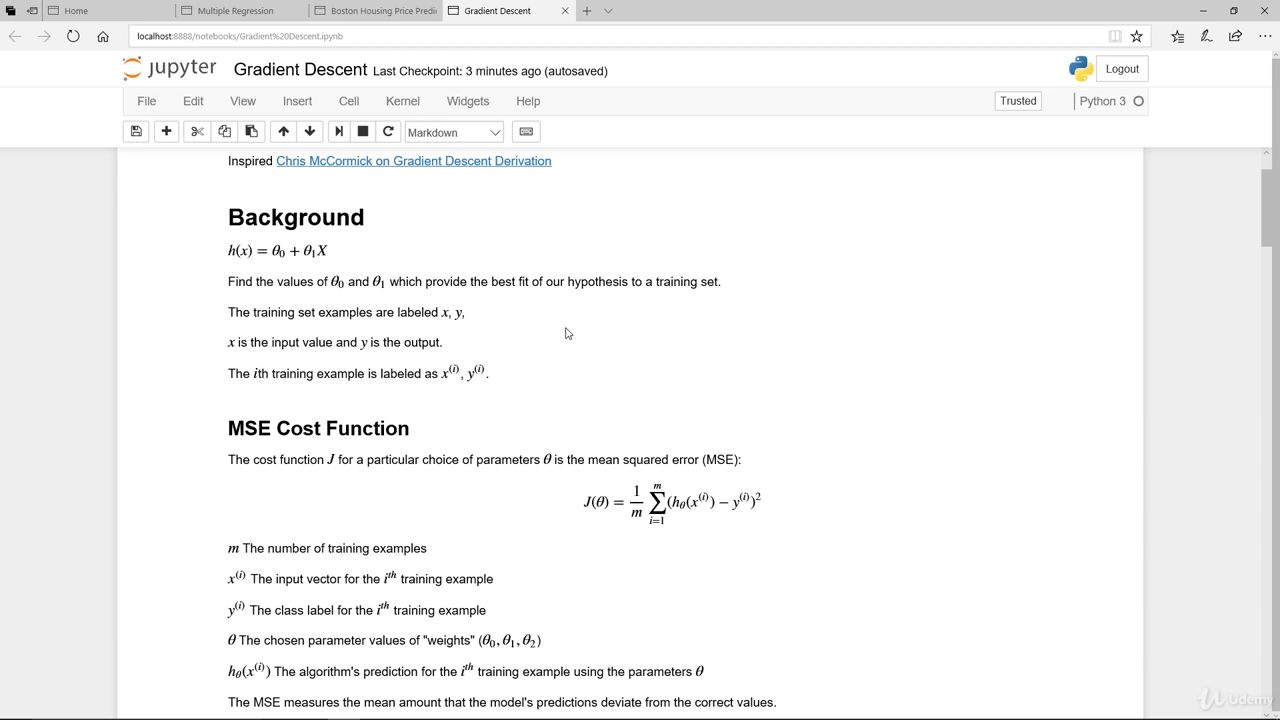 Home
Multiple Regression
Boston Housing Price Predic
Gradient Descent
localhost:8888/notebooks/Gradient%20Descent.ipynb
jupyter Gradient Descent Last Checkpoint: 3 minutes ago (autosaved)
Logout
File Edit View Insert Cell Kernel Widgets Help
Trusted
Python 3
Markdown
Inspired Chris McCormick on Gradient Descent Derivation
Background
h(x) = θ₀ + θ₁X
Find the values of θ₀ and θ₁ which provide the best fit of our hypothesis to a training set.
The training set examples are labeled x, y,
x is the input value and y is the output.
The ith training example is labeled as x⁽ⁱ⁾, y⁽ⁱ⁾.
MSE Cost Function
The cost function J for a particular choice of parameters θ is the mean squared error (MSE):
J(θ) = 1/m ∑ᵢ₌₁ᵐ (hθ(x⁽ⁱ⁾) − y⁽ⁱ⁾)²
m The number of training examples
x⁽ⁱ⁾ The input vector for the iᵗʰ training example
y⁽ⁱ⁾ The class label for the iᵗʰ training example
θ The chosen parameter values of "weights" (θ₀, θ₁, θ₂)
hθ(x⁽ⁱ⁾) The algorithm's prediction for the iᵗʰ training example using the parameters θ
The MSE measures the mean amount that the model's predictions deviate from the correct values.
Udemy